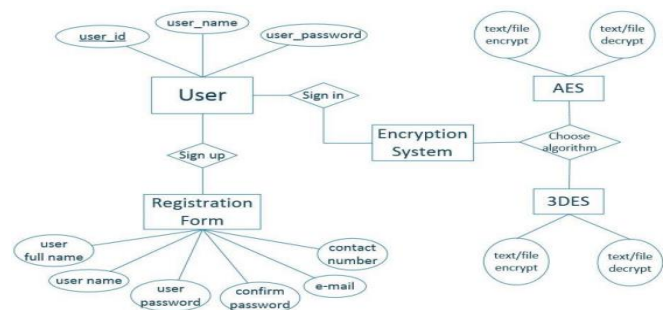 user_name
user_id
user_password
User
Sign in
Sign up
Registration
Form
user
full name
user name
user
password
confirm
password
e-mail
contact
number
Encryption
System
Choose
algorithm
text/file
encrypt
text/file
decrypt
AES
3DES
text/file
encrypt
text/file
decrypt